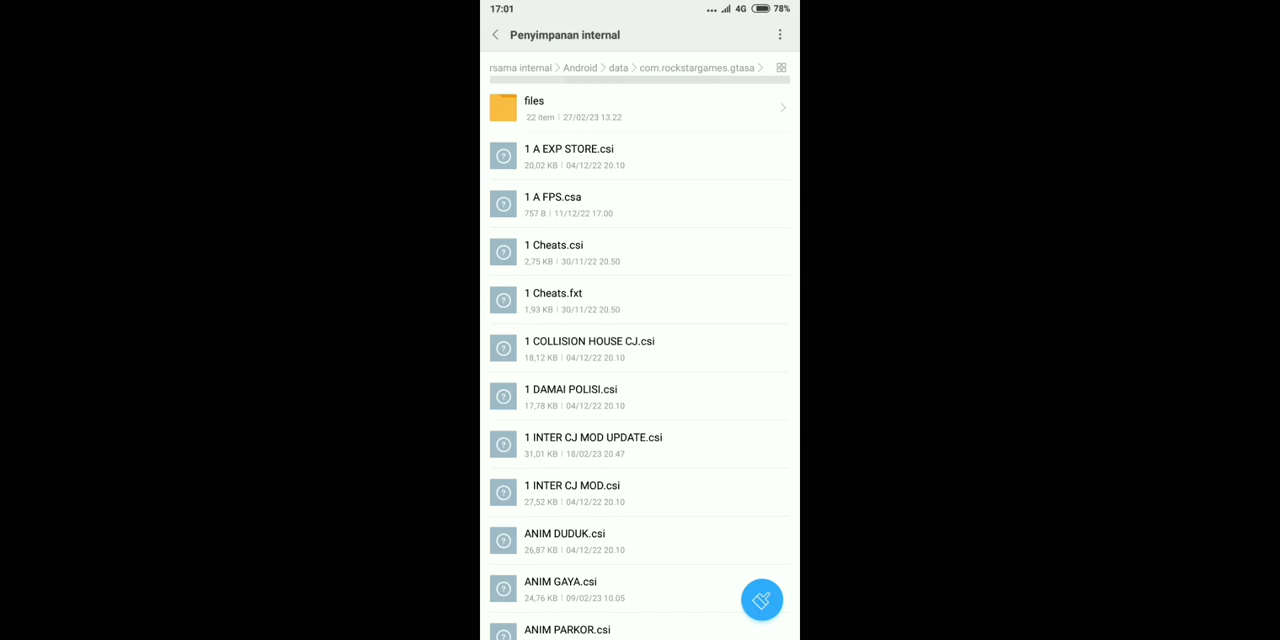 17:01
4G
78%
Penyimpanan internal
rsama internal > Android > data > com.rockstargames.gtasa >
files
22 item | 27/02/23 13.22
1 A EXP STORE.csi
20,02 KB | 04/12/22 20.10
1 A FPS.csa
757 B | 11/12/22 17.00
1 Cheats.csi
2,75 KB | 30/11/22 20.50
1 Cheats.fxt
1,93 KB | 30/11/22 20.50
1 COLLISION HOUSE CJ.csi
18,12 KB | 04/12/22 20.10
1 DAMAI POLISI.csi
17,78 KB | 04/12/22 20.10
1 INTER CJ MOD UPDATE.csi
31,01 KB | 18/02/23 20.47
1 INTER CJ MOD.csi
27,52 KB | 04/12/22 20.10
ANIM DUDUK.csi
26,87 KB | 04/12/22 20.10
ANIM GAYA.csi
24,76 KB | 09/02/23 10.05
ANIM PARKOR.csi